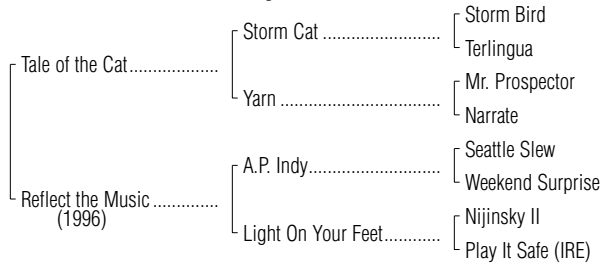 Storm Bird
Storm Cat ........................
Terlingua
Tale of the Cat..................
Mr. Prospector
Yarn .................................
Narrate
Seattle Slew
A.P. Indy...........................
Weekend Surprise
Reflect the Music ..............
(1996)
Nijinsky II
Light On Your Feet............
Play It Safe (IRE)